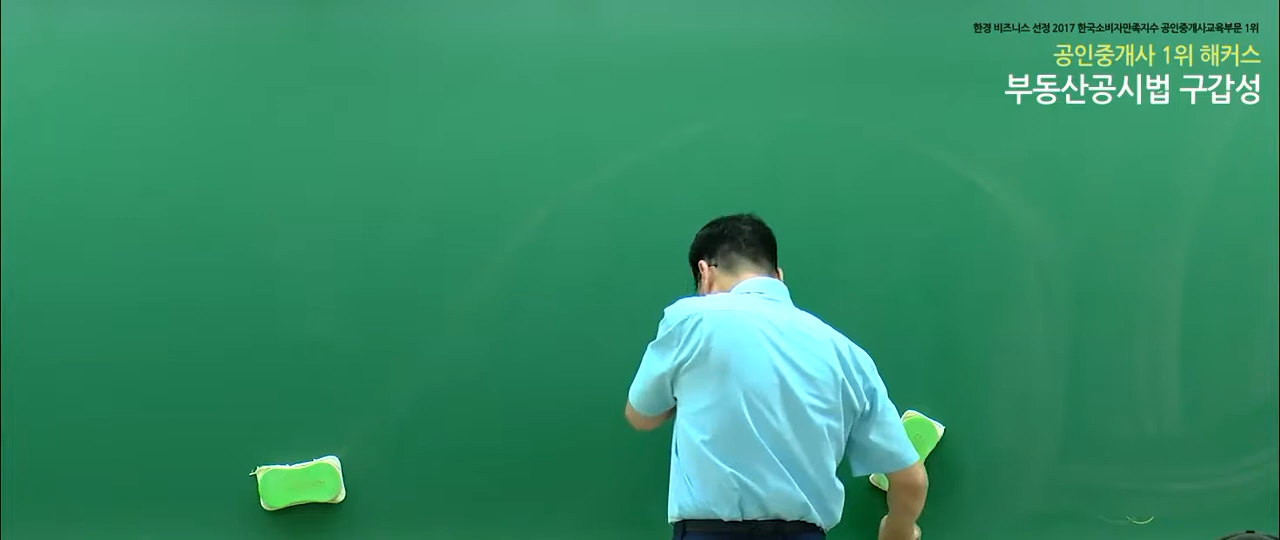 한경 비즈니스 선정 2017 한국소비자만족지수 공인중개사교육부문 1위
공인중개사 1위 해커스
부동산공시법 구갑성